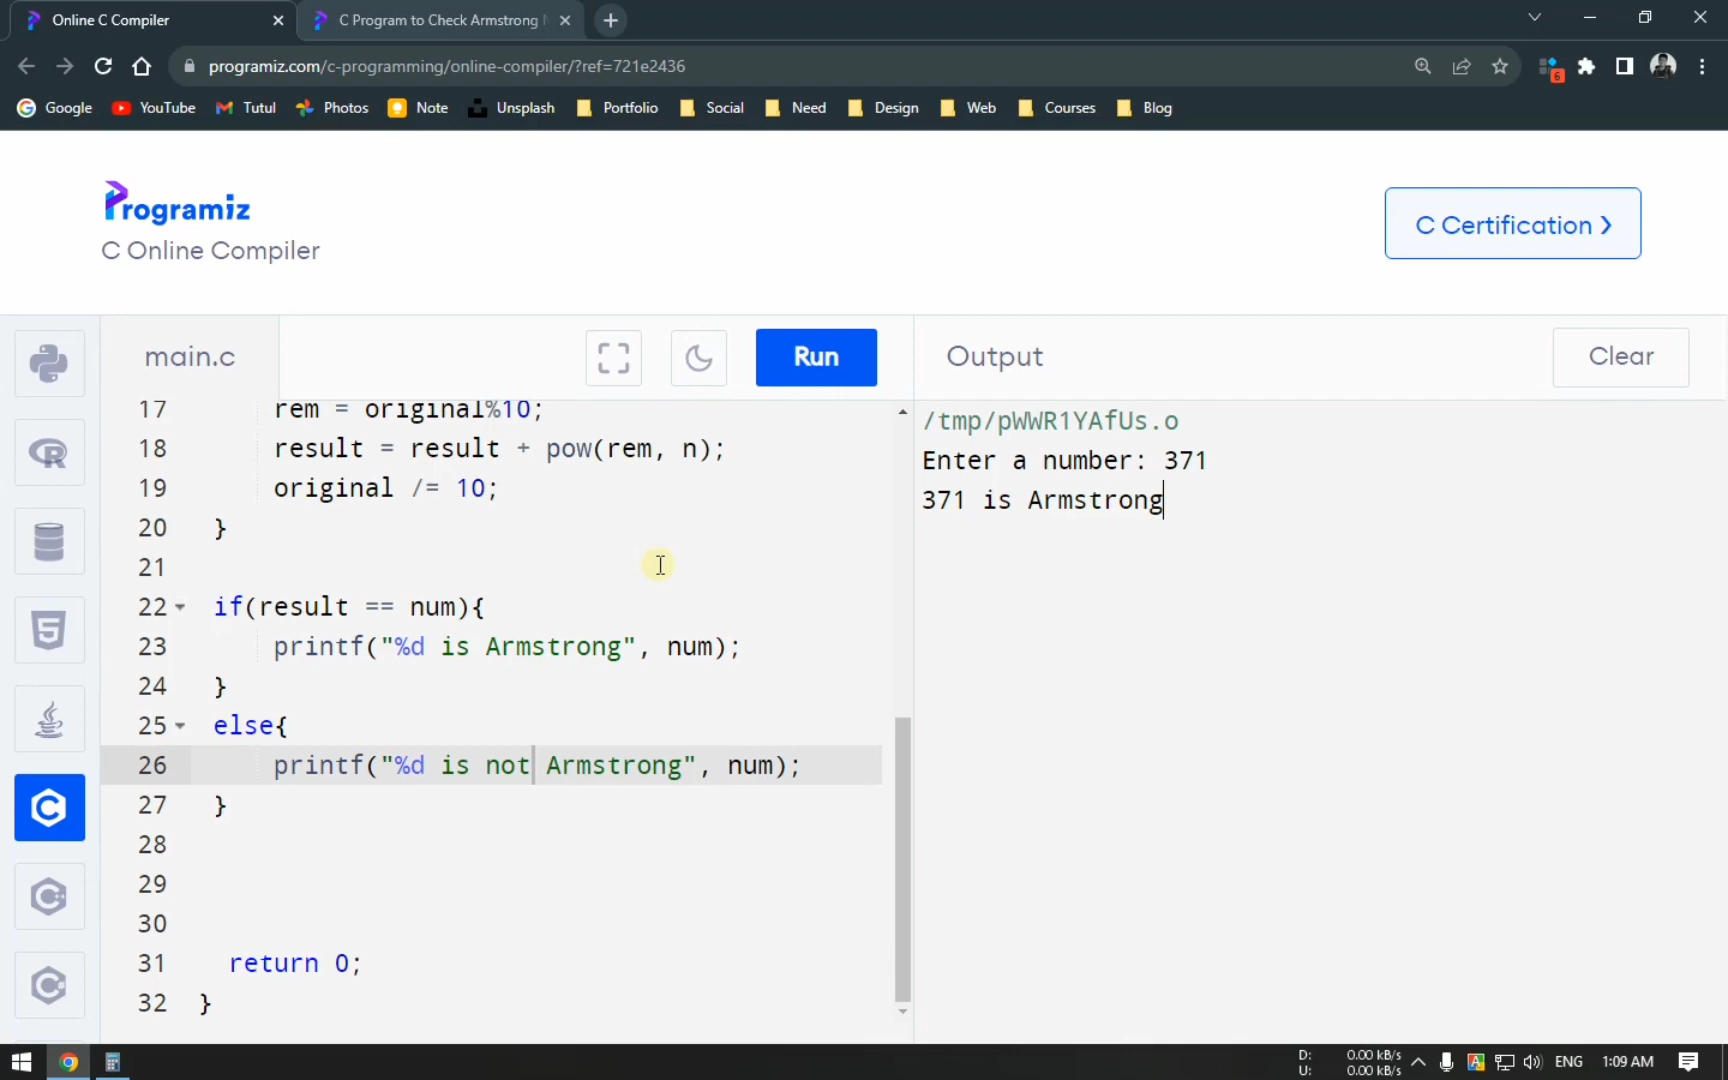 Online C Compiler
C Program to Check Armstrong
programiz.com/c-programming/online-compiler/?ref=721e2436
6
Google YouTube Tutul Photos Note Unsplash Portfolio Social Need Design Web Courses Blog
Programiz
C Online Compiler
C Certification ❯
main.c
Run
Output
Clear
17 rem = original%10;
18 result = result + pow(rem, n);
19 original /= 10;
20 }
21
22 if(result == num){
23 printf("%d is Armstrong", num);
24 }
25 else{
26 printf("%d is not Armstrong", num);
27 }
28
29
30
31 return 0;
32 }
/tmp/pWWR1YAfUs.o
Enter a number: 371
371 is Armstrong
D: 0.00 kB/s
U: 0.00 kB/s
ENG
1:09 AM